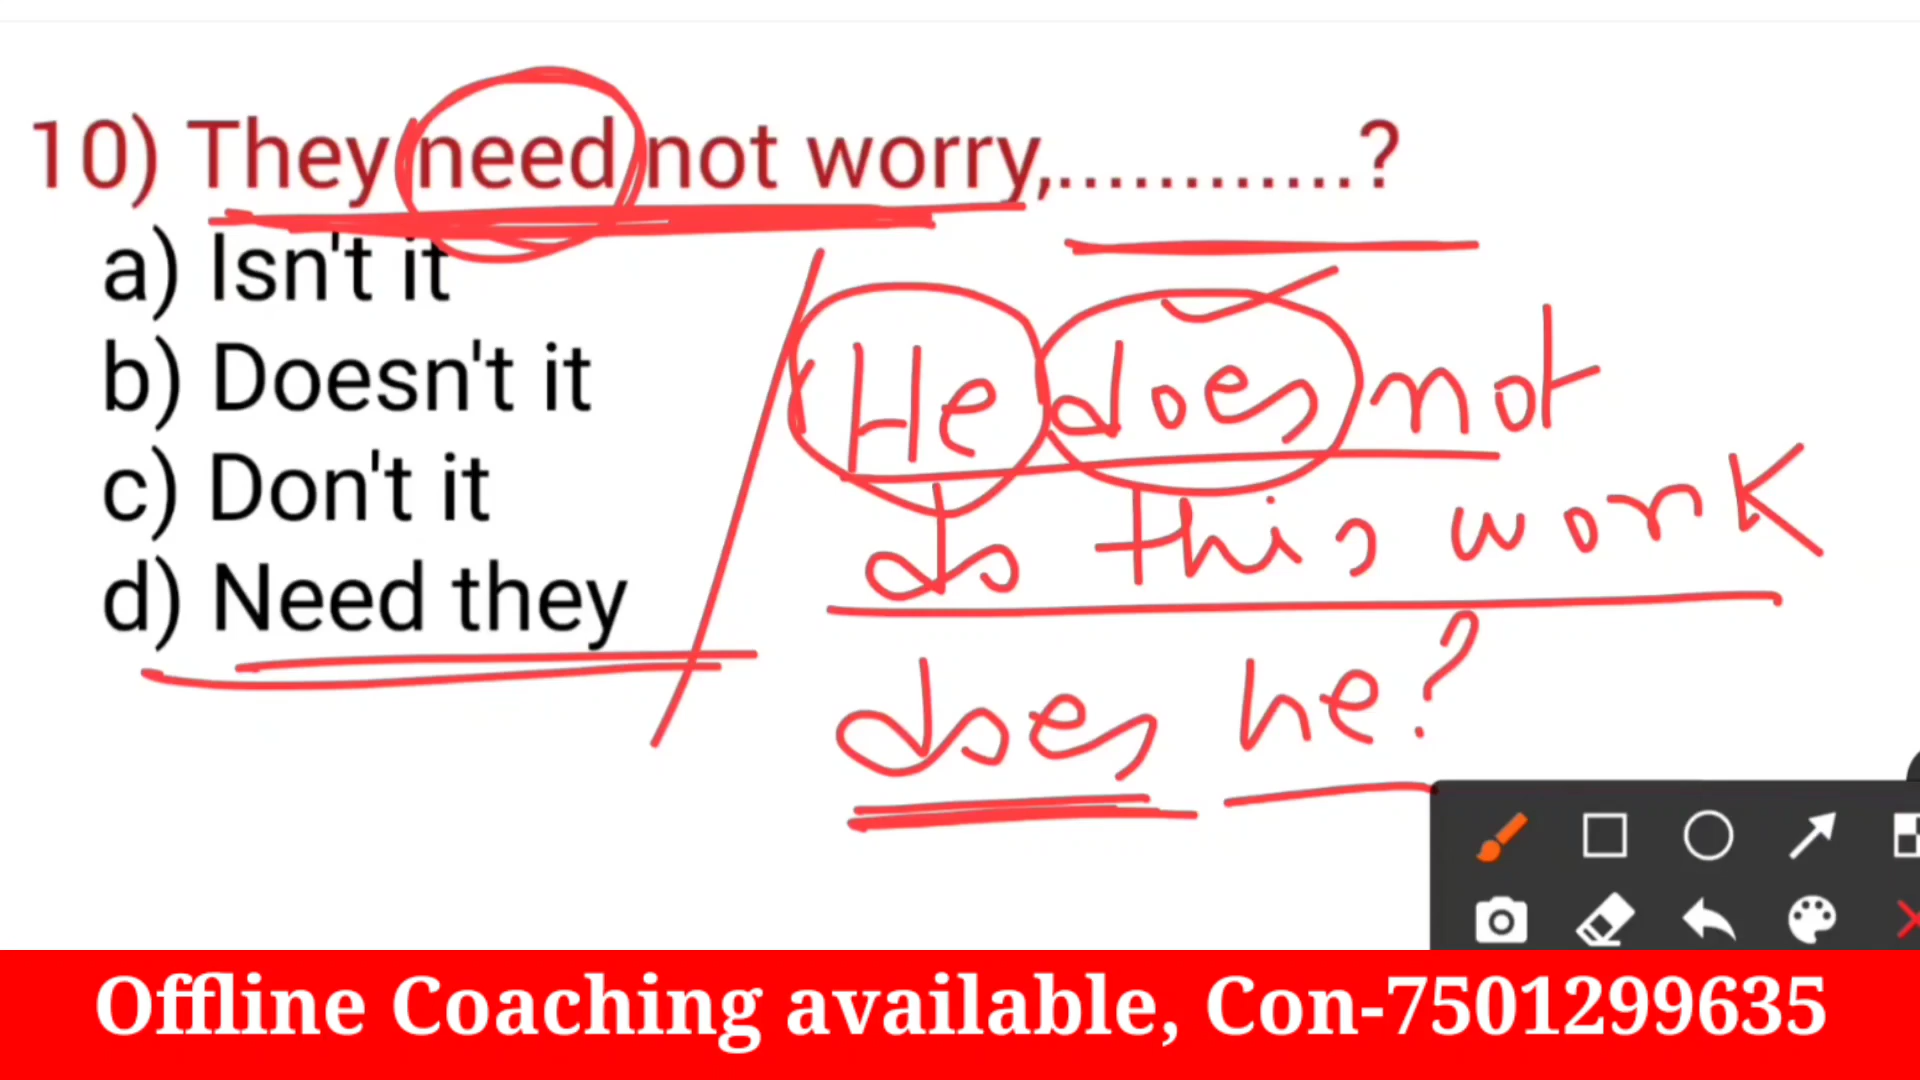 10) They need not worry,............?
a) Isn't it
b) Doesn't it
c) Don't it
d) Need they
He does not
do this work
does he?
Offline Coaching available, Con-7501299635